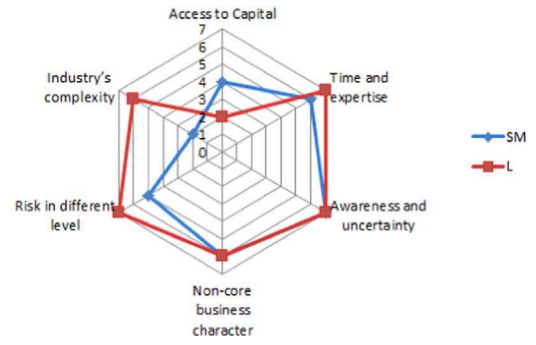 Access to Capital
7
6
5
4
3
2
1
0
Time and
expertise
Awareness and
uncertainty
Non-core
business
character
Risk in different
level
Industry's
complexity
SM
L